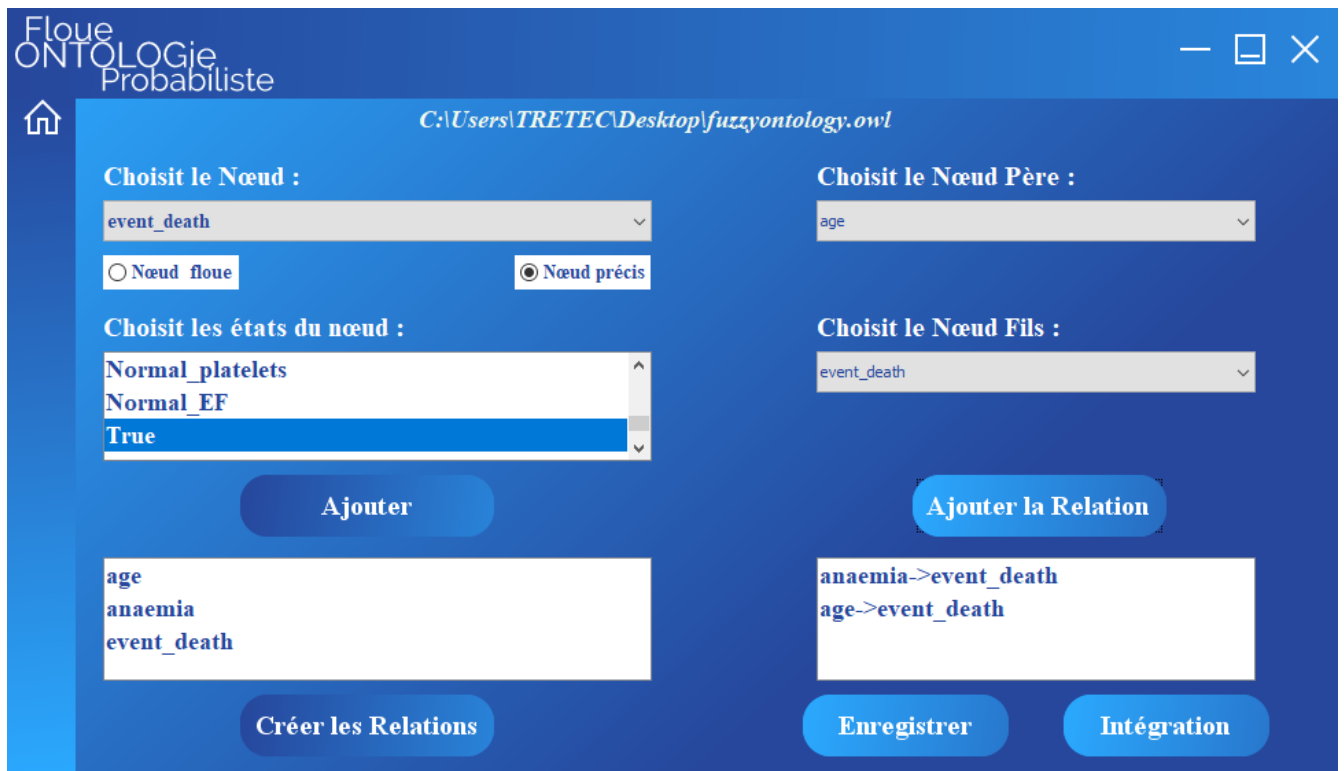 Floue
ONTOLOGie
Probabiliste
C:\Users\TRETEC\Desktop\fuzzyontology.owl
Choisit le Nœud :
event_death
Nœud floue
Nœud précis
Choisit les états du nœud :
Normal_platelets
Normal_EF
True
Ajouter
age
anaemia
event_death
Créer les Relations
Choisit le Nœud Père :
age
Choisit le Nœud Fils :
event_death
Ajouter la Relation
anaemia->event_death
age->event_death
Enregistrer
Intégration